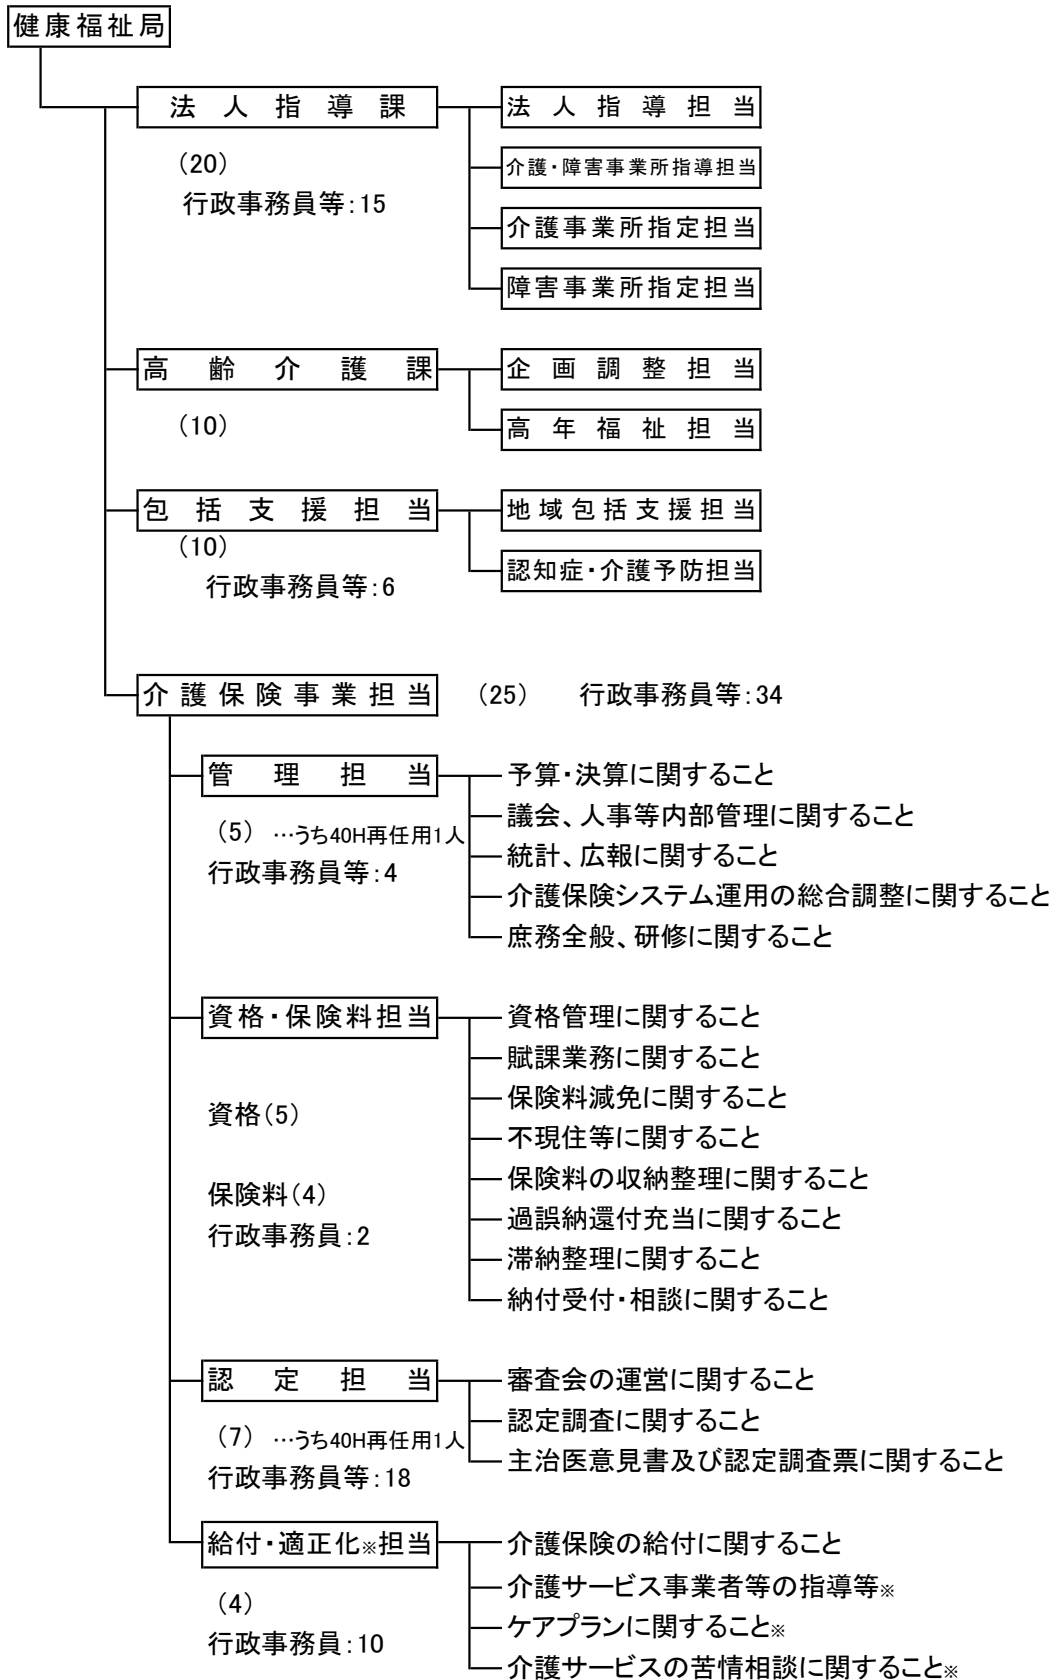 健康福祉局
法人指導課
法人指導担当
(20)
行政事務員等:15
介護・障害事業所指導担当
介護事業所指定担当
障害事業所指定担当
高齢介護課
企画調整担当
(10)
高年福祉担当
包括支援担当
地域包括支援担当
(10)
行政事務員等:6
認知症・介護予防担当
介護保険事業担当 (25) 行政事務員等:34
管理担当
予算・決算に関すること
議会、人事等内部管理に関すること
(5) …うち40H再任用1人
統計、広報に関すること
行政事務員等:4
介護保険システム運用の総合調整に関すること
庶務全般、研修に関すること
資格・保険料担当
資格管理に関すること
賦課業務に関すること
保険料減免に関すること
資格(5)
不現住等に関すること
保険料の収納整理に関すること
保険料(4)
過誤納還付充当に関すること
行政事務員:2
滞納整理に関すること
納付受付・相談に関すること
認定担当
審査会の運営に関すること
認定調査に関すること
(7) …うち40H再任用1人
主治医意見書及び認定調査票に関すること
行政事務員等:18
給付・適正化※担当
介護保険の給付に関すること
介護サービス事業者等の指導等※
(4)
ケアプランに関すること※
行政事務員:10
介護サービスの苦情相談に関すること※